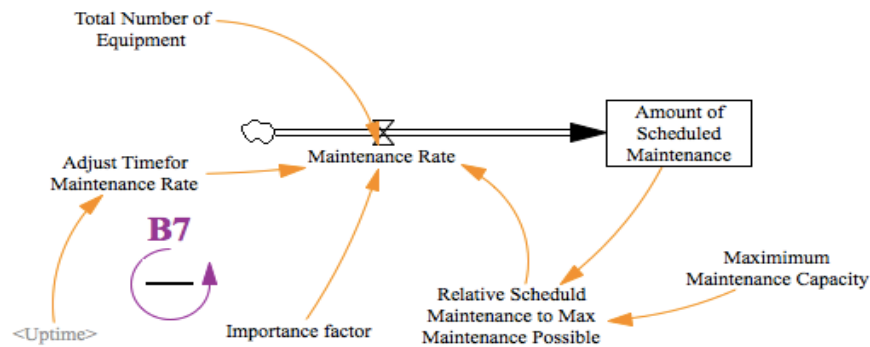 Total Number of
Equipment
Amount of
Scheduled
Maintenance
Maintenance Rate
Adjust Timefor
Maintenance Rate
B7
Maximimum
Maintenance Capacity
Relative Scheduld
Maintenance to Max
Maintenance Possible
Importance factor
<Uptime>